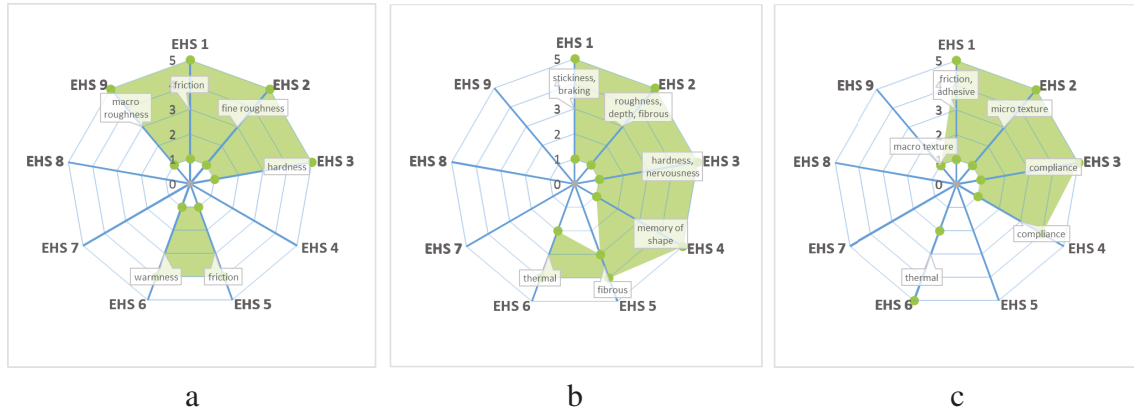 EHS 1
5
EHS 9
EHS 2
friction
macro
roughness
fine roughness
3
2
1
0
EHS 8
EHS 3
hardness
EHS 7
EHS 4
warmness
friction
EHS 6
EHS 5
a
EHS 1
5
EHS 9
EHS 2
stickiness,
braking
roughness,
depth, fibrous
3
2
1
0
EHS 8
EHS 3
hardness,
nervousness
EHS 7
EHS 4
memory of
shape
thermal
fibrous
EHS 6
EHS 5
b
EHS 1
5
4
EHS 9
EHS 2
friction,
adhesive
micro texture
3
2
macro texture
1
0
EHS 8
EHS 3
compliance
EHS 7
EHS 4
compliance
thermal
EHS 6
EHS 5
c